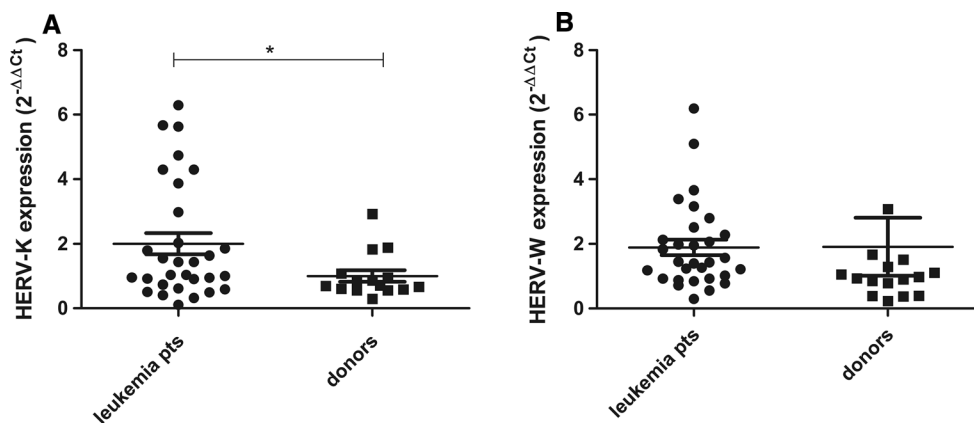 A
*
HERV-K expression (2^-ΔΔCt)
8
6
4
2
0
leukemia pts
donors
B
HERV-W expression (2^-ΔΔCt)
8
6
4
2
0
leukemia pts
donors